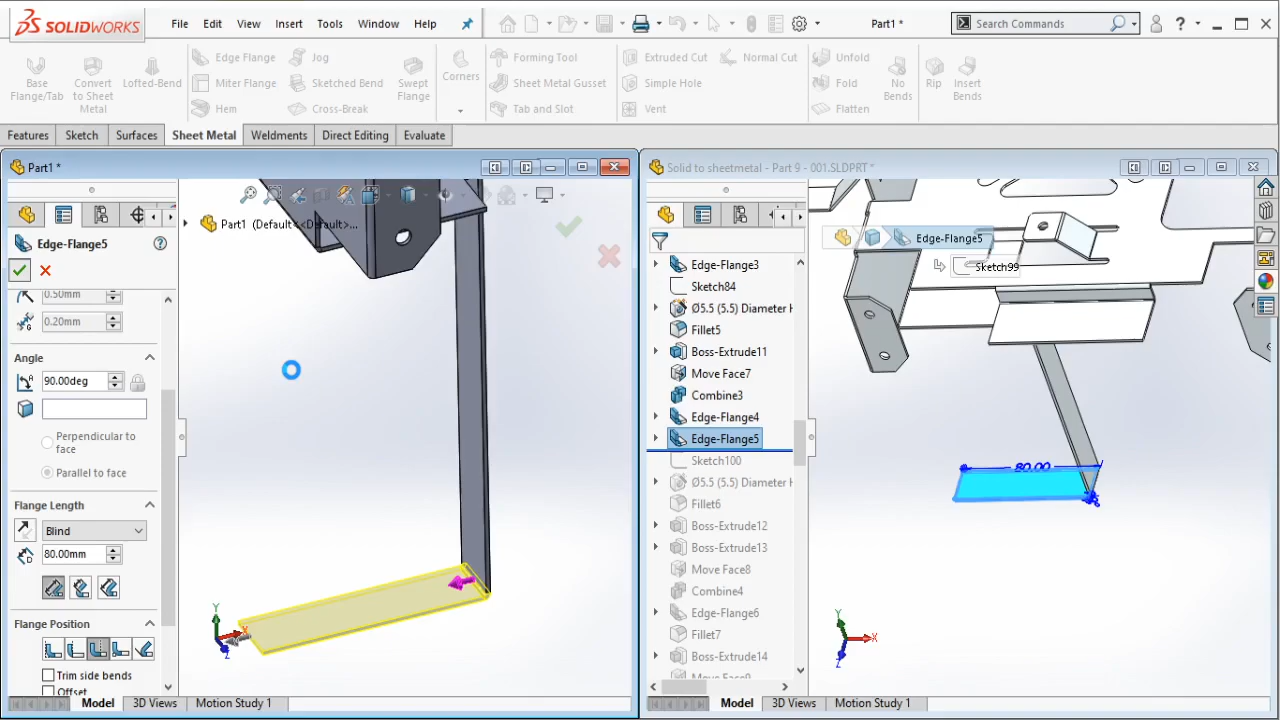 SOLIDWORKS File Edit View Insert Tools Window Help Part1 * Search Commands
Base Flange/Tab
Convert to Sheet Metal
Lofted-Bend
Edge Flange
Miter Flange
Hem
Jog
Sketched Bend
Cross-Break
Swept Flange
Corners
Forming Tool
Sheet Metal Gusset
Tab and Slot
Extruded Cut
Simple Hole
Vent
Normal Cut
Unfold
Fold
Flatten
No Bends
Rip
Insert Bends
Features Sketch Surfaces Sheet Metal Weldments Direct Editing Evaluate
Part1 *
Part1 (Default<<Default>...
Edge-Flange5
0.50mm
0.20mm
Angle
90.00deg
Perpendicular to face
Parallel to face
Flange Length
Blind
80.00mm
Flange Position
Trim side bends
Offset
Y
X
Z
Model 3D Views Motion Study 1
Solid to sheetmetal - Part 9 - 001.SLDPRT *
Edge-Flange3
Sketch84
Ø5.5 (5.5) Diameter H
Fillet5
Boss-Extrude11
Move Face7
Combine3
Edge-Flange4
Edge-Flange5
Sketch100
Ø5.5 (5.5) Diameter H
Fillet6
Boss-Extrude12
Boss-Extrude13
Move Face8
Combine4
Edge-Flange6
Fillet7
Boss-Extrude14
Move Face9
Edge-Flange5
Sketch99
80.00
Y
X
Z
Model 3D Views Motion Study 1